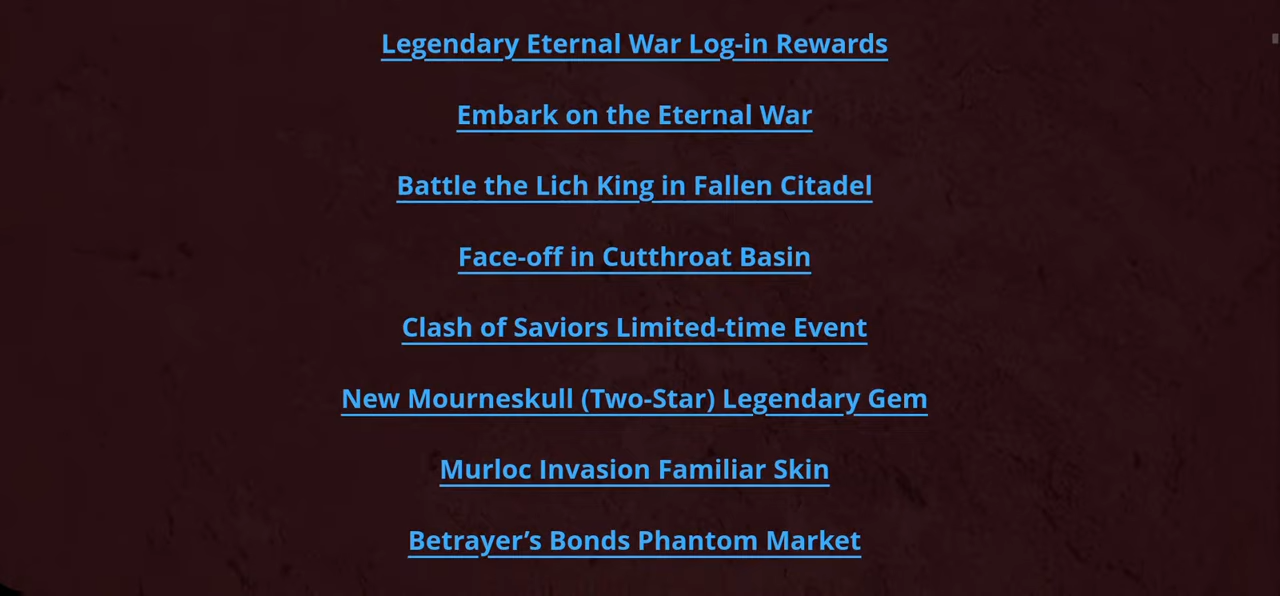 Legendary Eternal War Log-in Rewards
Embark on the Eternal War
Battle the Lich King in Fallen Citadel
Face-off in Cutthroat Basin
Clash of Saviors Limited-time Event
New Mourneskull (Two-Star) Legendary Gem
Murloc Invasion Familiar Skin
Betrayer’s Bonds Phantom Market